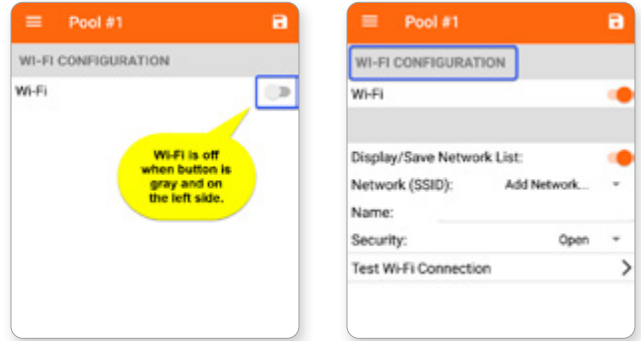 Pool #1
WI-FI CONFIGURATION
Wi-Fi
Wi-Fi is off
when button is
gray and on
the left side.
Pool #1
WI-FI CONFIGURATION
Wi-Fi
Display/Save Network List:
Network (SSID): Add Network...
Name:
Security: Open
Test Wi-Fi Connection